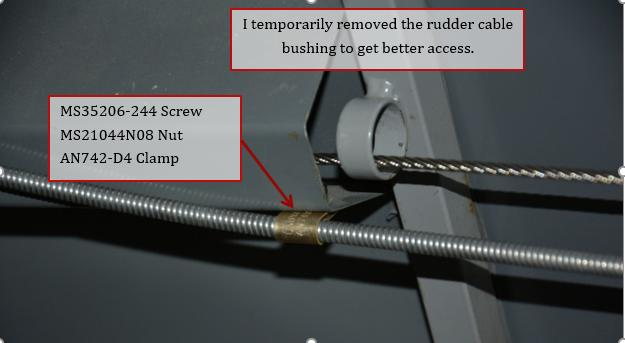 I temporarily removed the rudder cable
bushing to get better access.
MS35206-244 Screw
MS21044N08 Nut
AN742-D4 Clamp